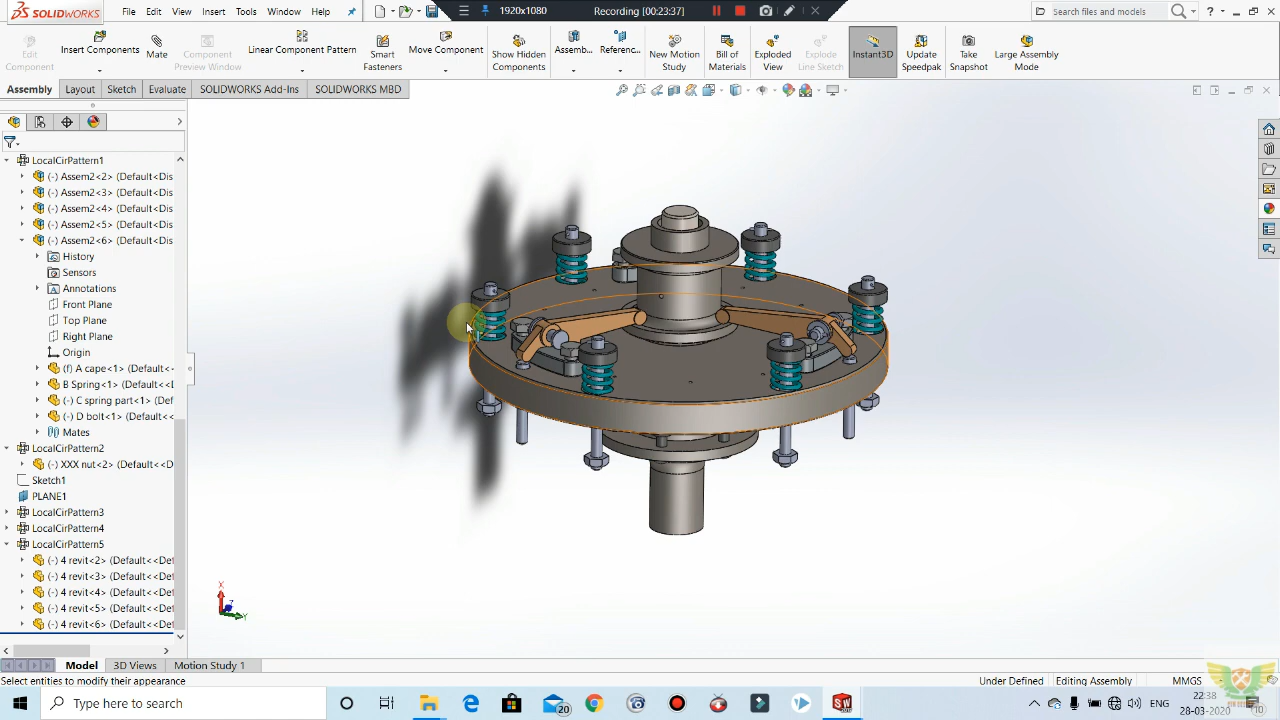 SOLIDWORKS
File Edit View Insert Tools Window Help
1920x1080
Recording [00:23:37]
Search files and models
Edit Component
Insert Components
Mate
Component Preview Window
Linear Component Pattern
Smart Fasteners
Move Component
Show Hidden Components
Assemb...
Referenc...
New Motion Study
Bill of Materials
Exploded View
Explode Line Sketch
Instant3D
Update Speedpak
Take Snapshot
Large Assembly Mode
Assembly Layout Sketch Evaluate SOLIDWORKS Add-Ins SOLIDWORKS MBD
LocalCirPattern1
(-) Assem2<2> (Default<Dis
(-) Assem2<3> (Default<Dis
(-) Assem2<4> (Default<Dis
(-) Assem2<5> (Default<Dis
(-) Assem2<6> (Default<Dis
History
Sensors
Annotations
Front Plane
Top Plane
Right Plane
Origin
(f) A cape<1> (Default<<D
B Spring<1> (Default<<De
(-) C spring part<1> (Def
(-) D bolt<1> (Default<<D
Mates
LocalCirPattern2
(-) XXX nut<2> (Default<<D
Sketch1
PLANE1
LocalCirPattern3
LocalCirPattern4
LocalCirPattern5
(-) 4 revit<2> (Default<<Def
(-) 4 revit<3> (Default<<Def
(-) 4 revit<4> (Default<<Def
(-) 4 revit<5> (Default<<Def
(-) 4 revit<6> (Default<<Def
X
Z
Y
Model 3D Views Motion Study 1
Select entities to modify their appearance
Under Defined Editing Assembly MMGS
Type here to search
20
ENG
22:38
28-03-2020
10